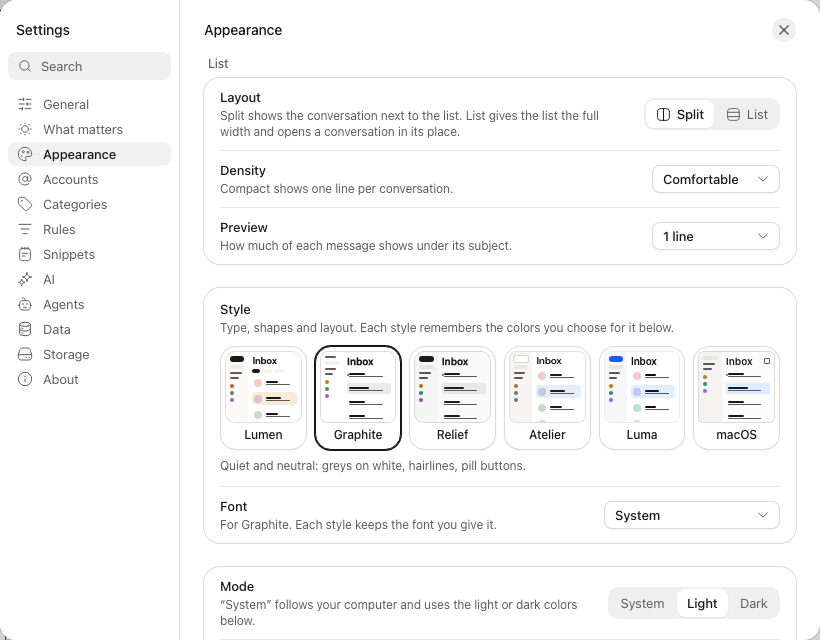 Settings
Search
General
What matters
Appearance
Accounts
Categories
Rules
Snippets
AI
Agents
Data
Storage
About
Appearance
List
Layout
Split shows the conversation next to the list. List gives the list the full
width and opens a conversation in its place.
Split
List
Density
Compact shows one line per conversation.
Comfortable
Preview
How much of each message shows under its subject.
1 line
Style
Type, shapes and layout. Each style remembers the colors you choose for it below.
Inbox
Lumen
Inbox
Graphite
Inbox
Relief
Inbox
Atelier
Inbox
Luma
Inbox
macOS
Quiet and neutral: greys on white, hairlines, pill buttons.
Font
For Graphite. Each style keeps the font you give it.
System
Mode
“System” follows your computer and uses the light or dark colors
below.
System
Light
Dark